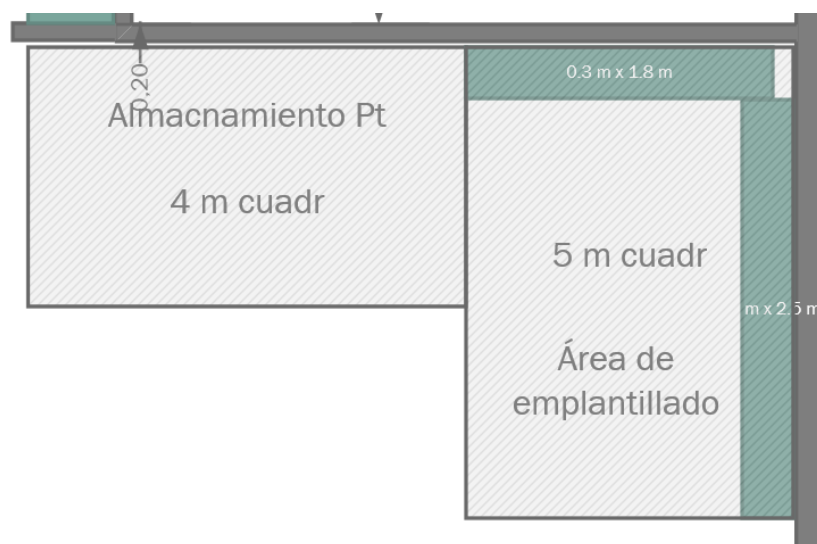 0,20
Almacnamiento Pt
4 m cuadr
0.3 m x 1.8 m
5 m cuadr
Área de
emplantillado
m x 2.5 m